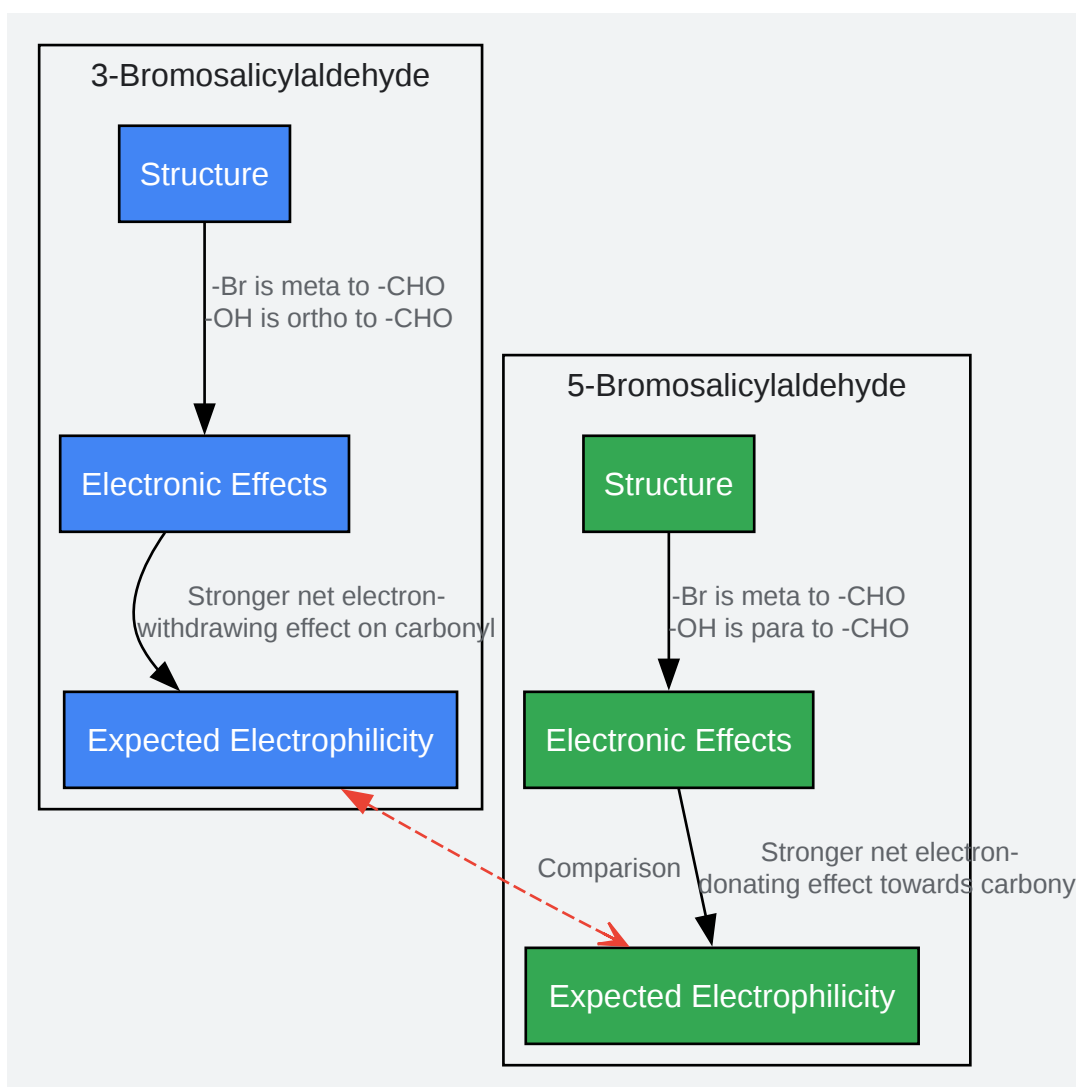 3-Bromosalicylaldehyde
Structure
-Br is meta to -CHO
-OH is ortho to -CHO
Electronic Effects
Stronger net electron-
withdrawing effect on carbonyl
Expected Electrophilicity
5-Bromosalicylaldehyde
Structure
-Br is meta to -CHO
-OH is para to -CHO
Electronic Effects
Stronger net electron-
donating effect towards carbony
Comparison
Expected Electrophilicity